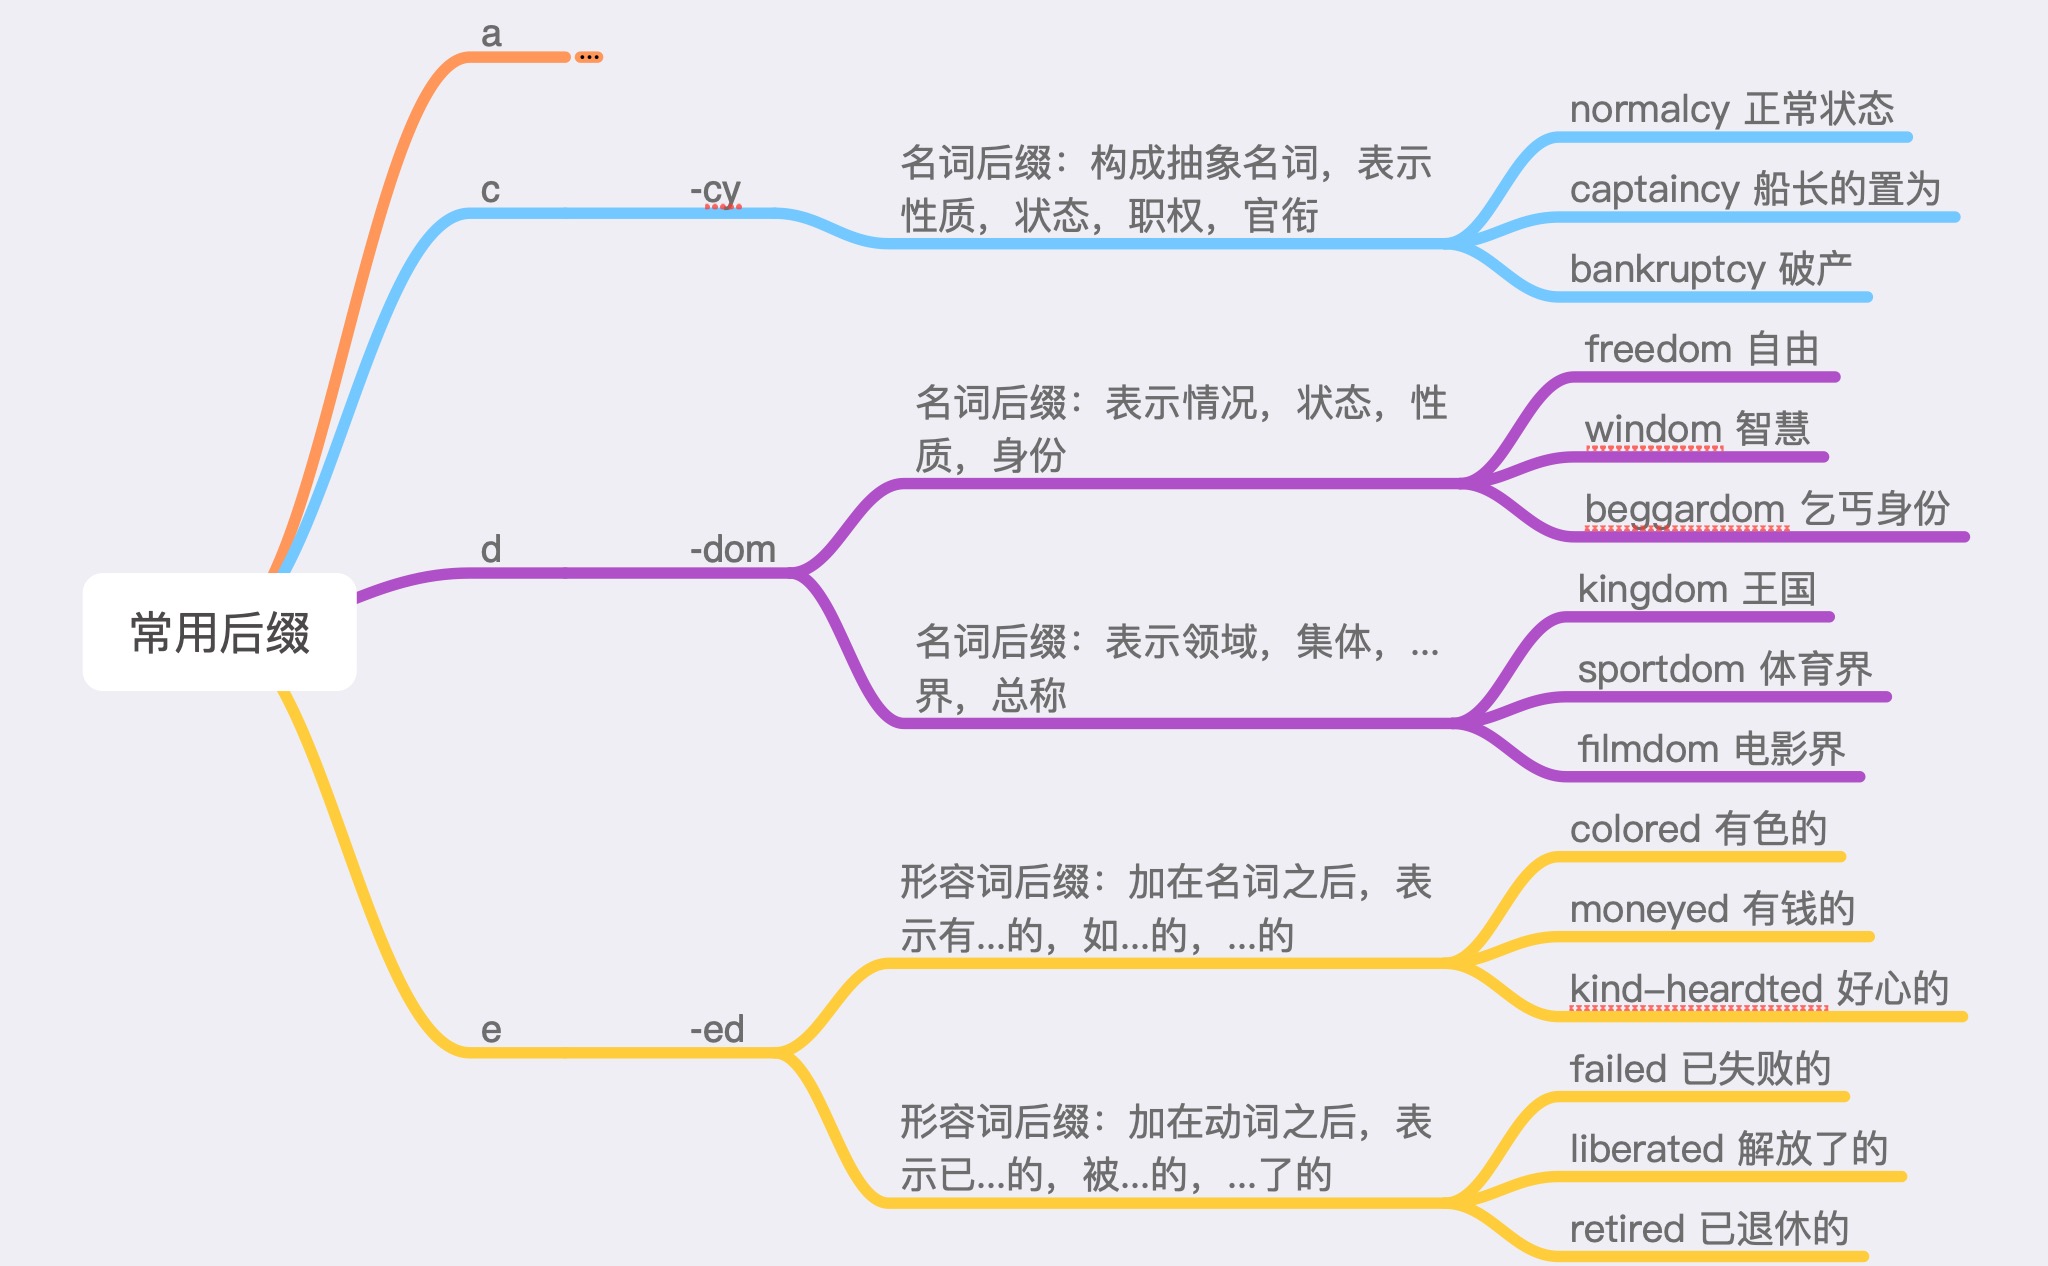 常用后缀
a
...
c
-cy
名词后缀：构成抽象名词，表示
性质，状态，职权，官衔
normalcy 正常状态
captaincy 船长的置为
bankruptcy 破产
d
-dom
名词后缀：表示情况，状态，性
质，身份
freedom 自由
windom 智慧
beggardom 乞丐身份
名词后缀：表示领域，集体，...
界，总称
kingdom 王国
sportdom 体育界
filmdom 电影界
e
-ed
形容词后缀：加在名词之后，表
示有...的，如...的，...的
colored 有色的
moneyed 有钱的
kind-heardted 好心的
形容词后缀：加在动词之后，表
示已...的，被...的，...了的
failed 已失败的
liberated 解放了的
retired 已退休的